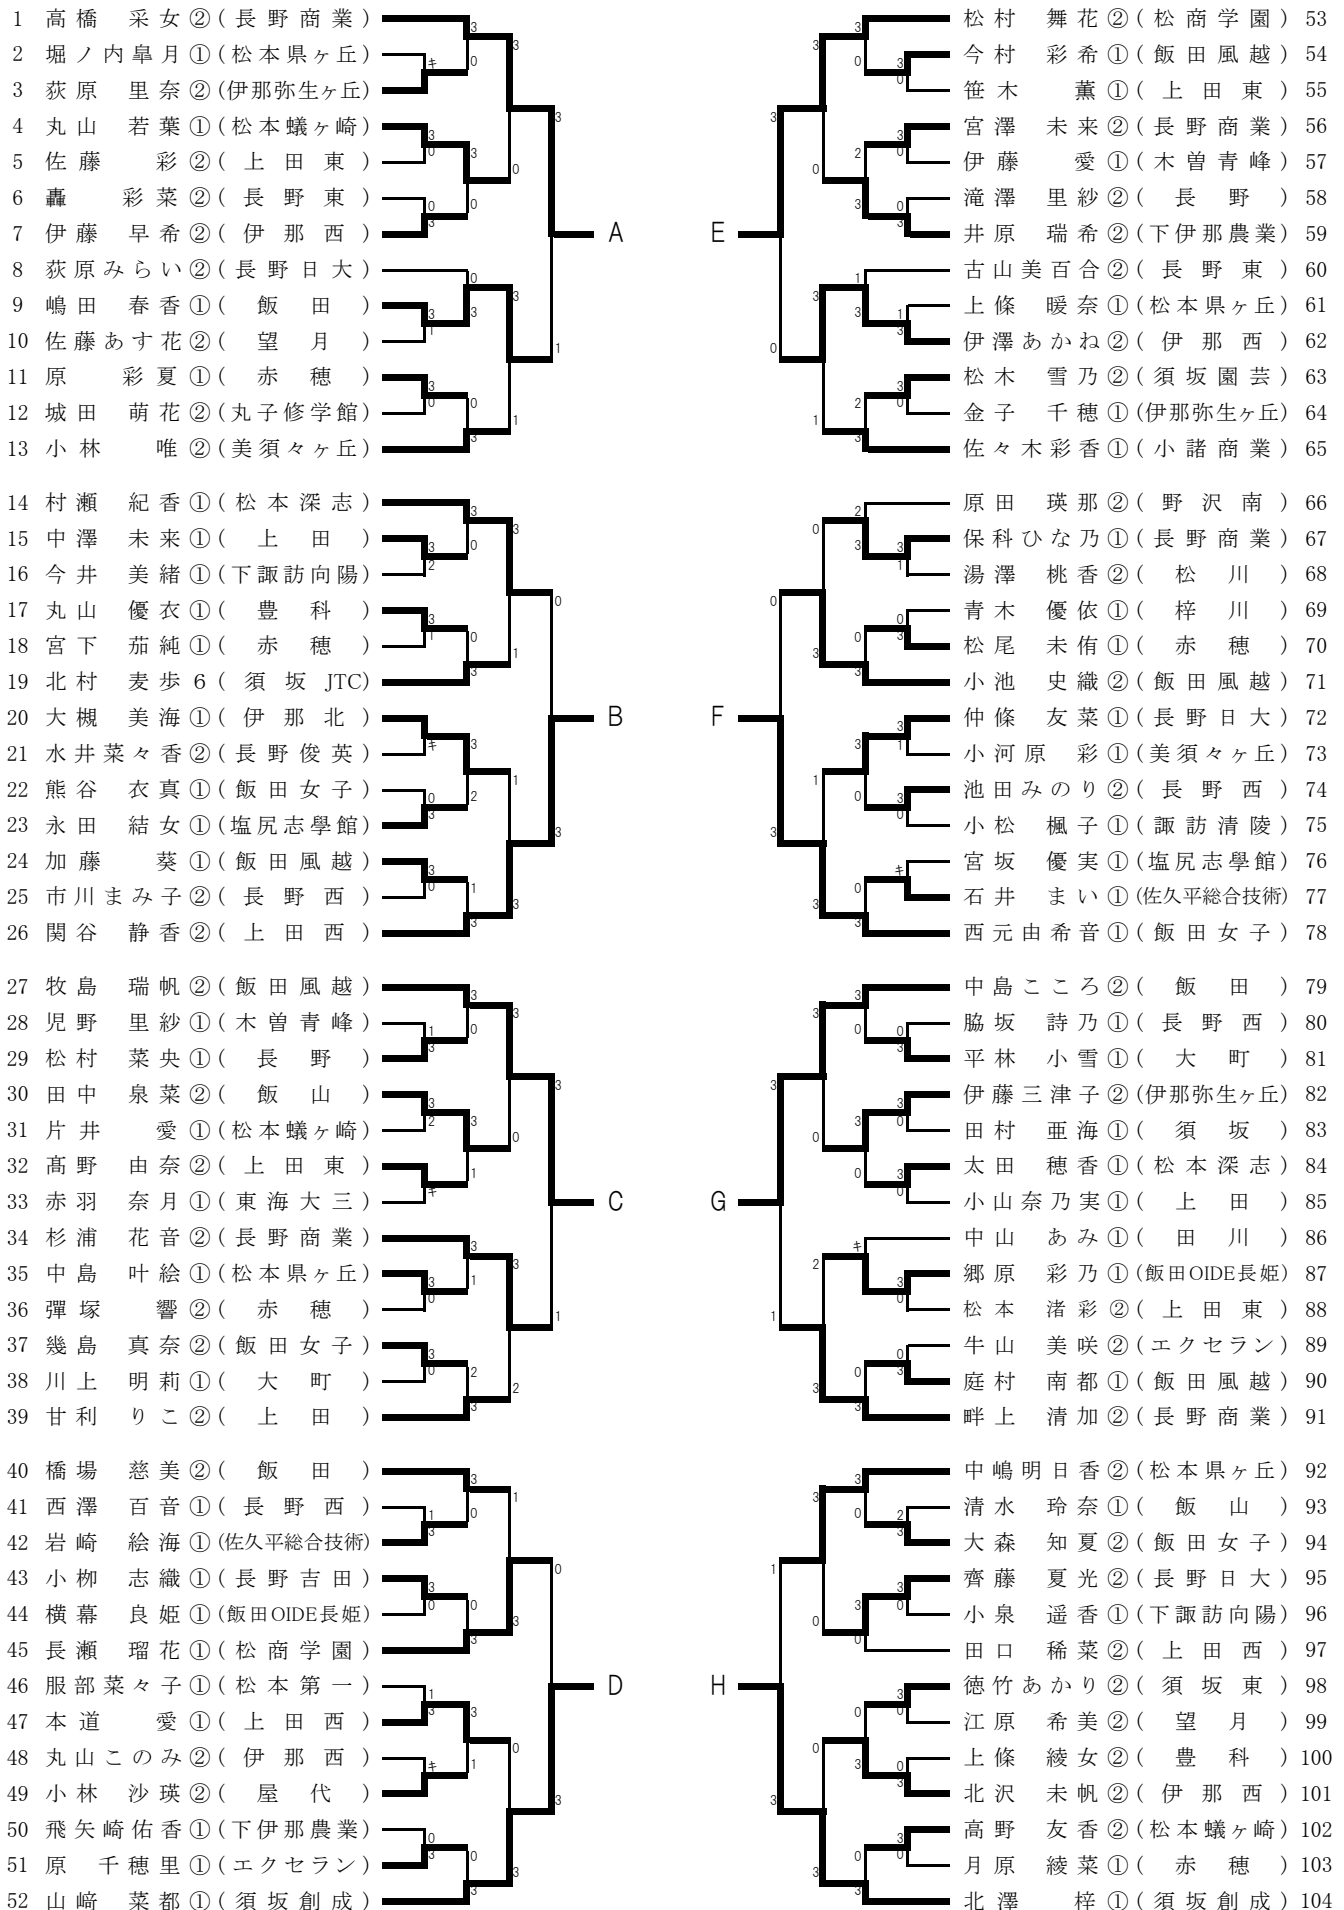 1 高橋 采女②(長野商業)
2 堀ノ内皐月①(松本県ヶ丘)
3 荻原 里奈②(伊那弥生ヶ丘)
4 丸山 若葉①(松本蟻ヶ崎)
5 佐藤 彩②(上田東)
6 轟 彩菜②(長野東)
7 伊藤 早希②(伊那西)
8 荻原みらい②(長野日大)
9 嶋田 春香①(飯田)
10 佐藤あす花②(望月)
11 原 彩夏①(赤穂)
12 城田 萌花②(丸子修学館)
13 小林 唯②(美須々ヶ丘)
A
14 村瀬 紀香①(松本深志)
15 中澤 未来①(上田)
16 今井 美緒①(下諏訪向陽)
17 丸山 優衣①(豊科)
18 宮下 茄純①(赤穂)
19 北村 麦歩6(須坂JTC)
20 大槻 美海①(伊那北)
21 水井菜々香②(長野俊英)
22 熊谷 衣真①(飯田女子)
23 永田 結女①(塩尻志學館)
24 加藤 葵①(飯田風越)
25 市川まみ子②(長野西)
26 関谷 静香②(上田西)
B
27 牧島 瑞帆②(飯田風越)
28 児野 里紗①(木曽青峰)
29 松村 菜央①(長野)
30 田中 泉菜②(飯山)
31 片井 愛①(松本蟻ヶ崎)
32 髙野 由奈②(上田東)
33 赤羽 奈月①(東海大三)
34 杉浦 花音②(長野商業)
35 中島 叶絵①(松本県ヶ丘)
36 彈塚 響②(赤穂)
37 幾島 真奈②(飯田女子)
38 川上 明莉①(大町)
39 甘利 りこ②(上田)
C
40 橋場 慈美②(飯田)
41 西澤 百音①(長野西)
42 岩崎 絵海①(佐久平総合技術)
43 小栁 志織①(長野吉田)
44 横幕 良姫①(飯田OIDE長姫)
45 長瀬 瑠花①(松商学園)
46 服部菜々子①(松本第一)
47 本道 愛①(上田西)
48 丸山このみ②(伊那西)
49 小林 沙瑛②(屋代)
50 飛矢崎佑香①(下伊那農業)
51 原 千穂里①(エクセラン)
52 山﨑 菜都①(須坂創成)
D
松村 舞花②(松商学園) 53
今村 彩希①(飯田風越) 54
笹木 薫①(上田東) 55
宮澤 未来②(長野商業) 56
伊藤 愛①(木曽青峰) 57
滝澤 里紗②(長野) 58
井原 瑞希②(下伊那農業) 59
古山美百合②(長野東) 60
上條 暖奈①(松本県ヶ丘) 61
伊澤あかね②(伊那西) 62
松木 雪乃②(須坂園芸) 63
金子 千穂①(伊那弥生ヶ丘) 64
佐々木彩香①(小諸商業) 65
E
原田 瑛那②(野沢南) 66
保科ひな乃①(長野商業) 67
湯澤 桃香②(松川) 68
青木 優依①(梓川) 69
松尾 未侑①(赤穂) 70
小池 史織②(飯田風越) 71
仲條 友菜①(長野日大) 72
小河原 彩①(美須々ヶ丘) 73
池田みのり②(長野西) 74
小松 楓子①(諏訪清陵) 75
宮坂 優実①(塩尻志學館) 76
石井 まい①(佐久平総合技術) 77
西元由希音①(飯田女子) 78
F
中島こころ②(飯田) 79
脇坂 詩乃①(長野西) 80
平林 小雪①(大町) 81
伊藤三津子②(伊那弥生ヶ丘) 82
田村 亜海①(須坂) 83
太田 穂香①(松本深志) 84
小山奈乃実①(上田) 85
中山 あみ①(田川) 86
郷原 彩乃①(飯田OIDE長姫) 87
松本 渚彩②(上田東) 88
牛山 美咲②(エクセラン) 89
庭村 南都①(飯田風越) 90
畔上 清加②(長野商業) 91
G
中嶋明日香②(松本県ヶ丘) 92
清水 玲奈①(飯山) 93
大森 知夏②(飯田女子) 94
齊藤 夏光②(長野日大) 95
小泉 遥香①(下諏訪向陽) 96
田口 稀菜②(上田西) 97
徳竹あかり②(須坂東) 98
江原 希美②(望月) 99
上條 綾女②(豊科) 100
北沢 未帆②(伊那西) 101
高野 友香②(松本蟻ヶ崎) 102
月原 綾菜①(赤穂) 103
北澤 梓①(須坂創成) 104
H